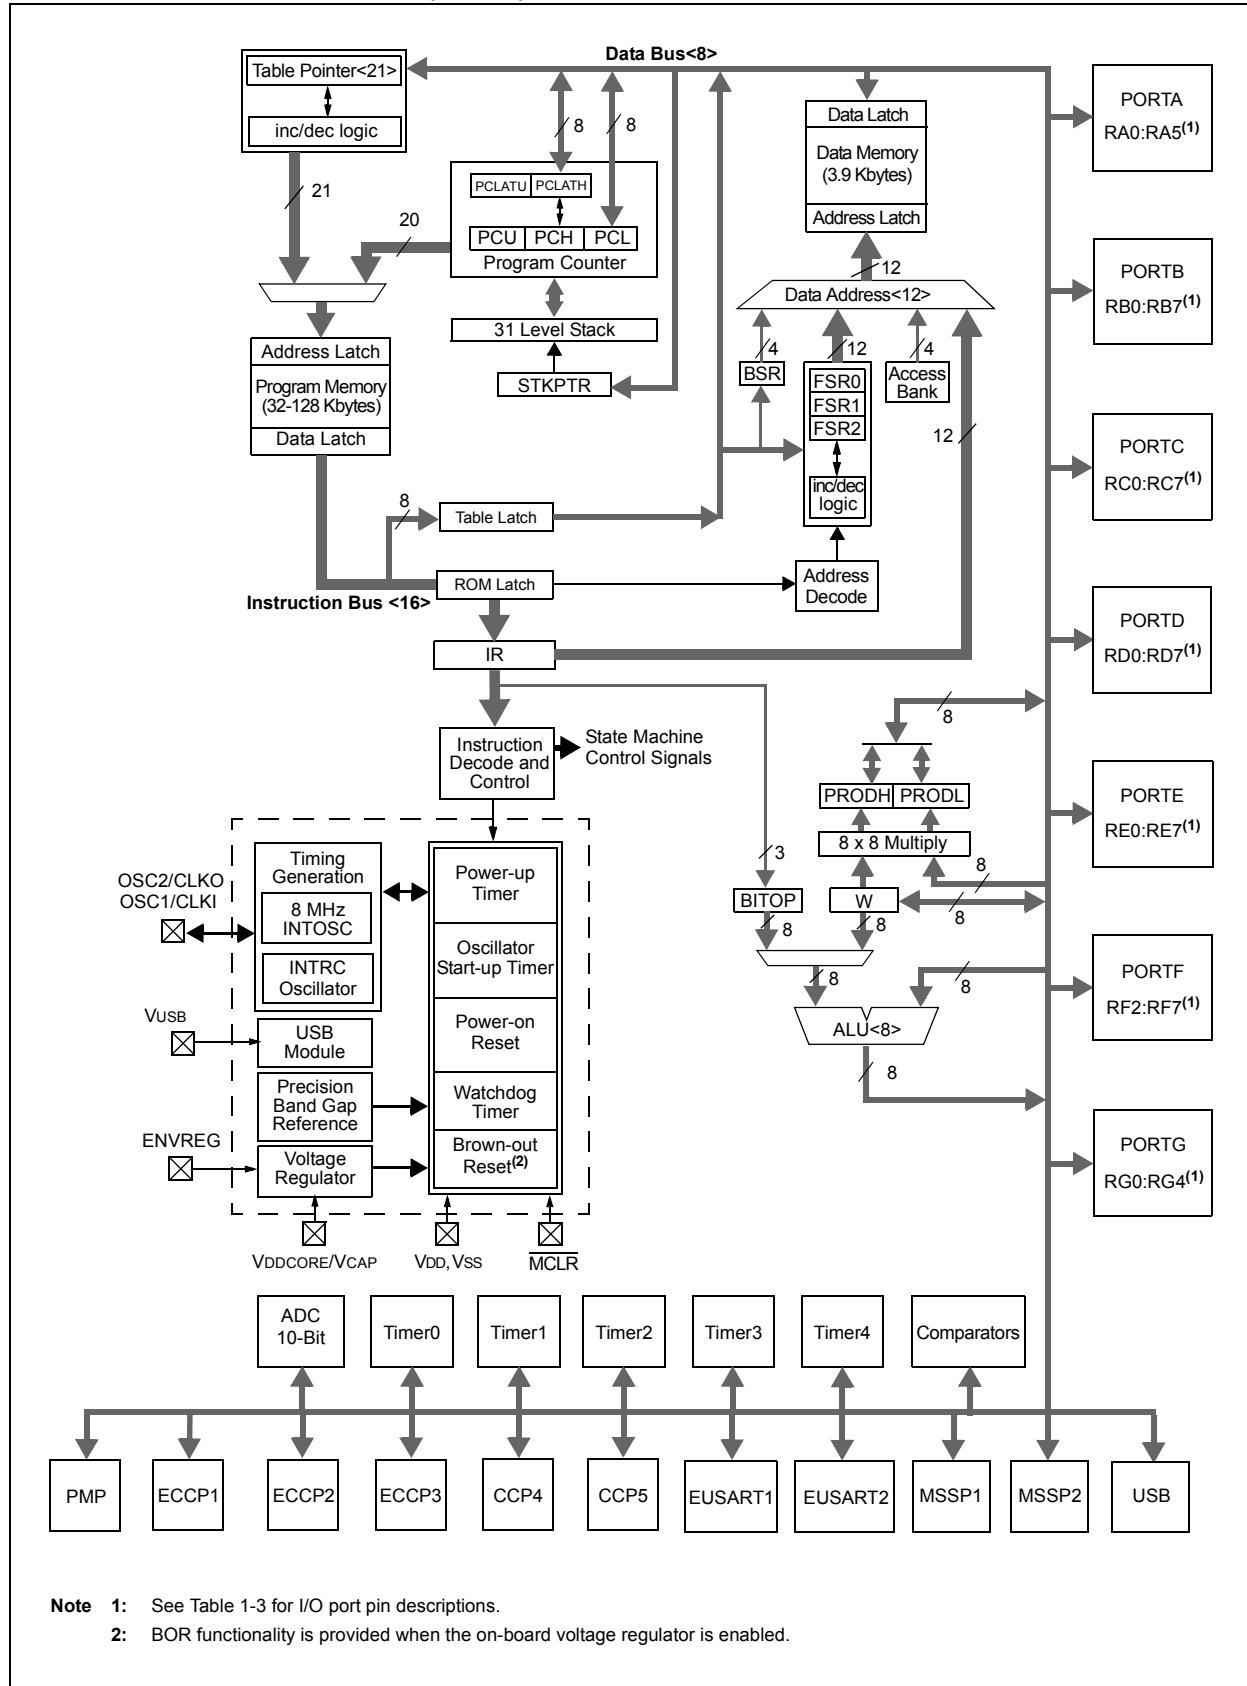 Data Bus<8>
Table Pointer<21>
inc/dec logic
21
20
8
8
PCLATU PCLATH
PCU PCH PCL
Program Counter
31 Level Stack
STKPTR
Address Latch
Program Memory
(32-128 Kbytes)
Data Latch
8
Table Latch
ROM Latch
Instruction Bus <16>
IR
Data Latch
Data Memory
(3.9 Kbytes)
Address Latch
12
Data Address<12>
4
12
4
BSR
FSR0
FSR1
FSR2
inc/dec
logic
Access
Bank
12
Address
Decode
Instruction
Decode and
Control
State Machine
Control Signals
8
PRODH PRODL
8 x 8 Multiply
3
8
BITOP
W
8
8
8
8
8
ALU<8>
8
OSC2/CLKO
OSC1/CLKI
Timing
Generation
8 MHz
INTOSC
INTRC
Oscillator
VUSB
USB
Module
Precision
Band Gap
Reference
ENVREG
Voltage
Regulator
Power-up
Timer
Oscillator
Start-up Timer
Power-on
Reset
Watchdog
Timer
Brown-out
Reset(2)
VDDCORE/VCAP
VDD, VSS
MCLR
PORTA
RA0:RA5(1)
PORTB
RB0:RB7(1)
PORTC
RC0:RC7(1)
PORTD
RD0:RD7(1)
PORTE
RE0:RE7(1)
PORTF
RF2:RF7(1)
PORTG
RG0:RG4(1)
ADC
10-Bit
Timer0
Timer1
Timer2
Timer3
Timer4
Comparators
PMP
ECCP1
ECCP2
ECCP3
CCP4
CCP5
EUSART1
EUSART2
MSSP1
MSSP2
USB
Note 1: See Table 1-3 for I/O port pin descriptions.
2: BOR functionality is provided when the on-board voltage regulator is enabled.